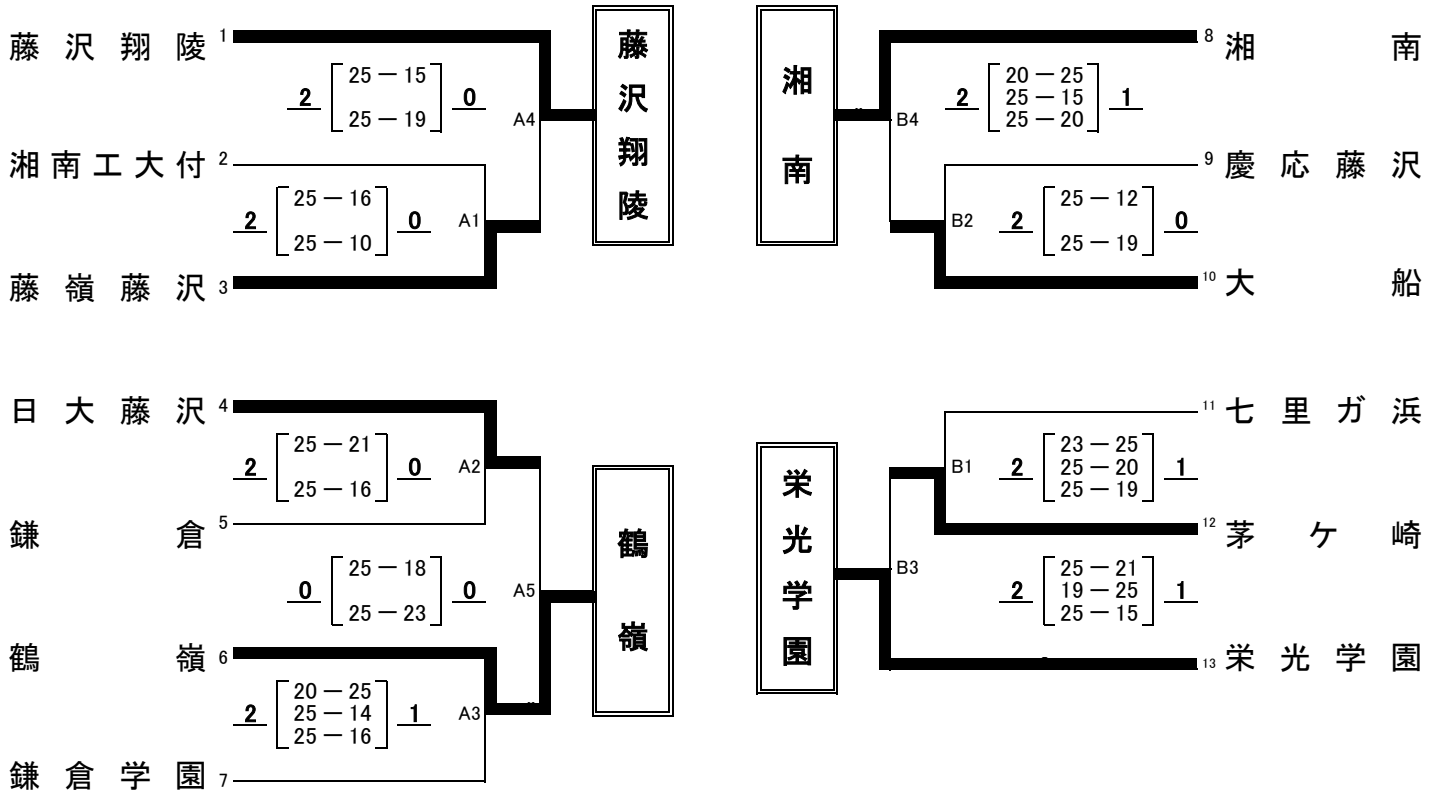 藤沢翔陵 1
2 25－15 0
25－19
A4
湘南工大付 2
2 25－16 0
25－10
A1
藤嶺藤沢 3
藤沢翔陵
日大藤沢 4
2 25－21 0
25－16
A2
鎌倉 5
0 25－18 0
25－23
A5
鶴嶺 6
2 20－25 1
25－14
25－16
A3
鎌倉学園 7
鶴嶺
湘南
8 湘南
B4
2 20－25 1
25－15
25－20
9 慶応藤沢
B2
2 25－12 0
25－19
10 大船
栄光学園
11 七里ガ浜
B1
2 23－25 1
25－20
25－19
12 茅ケ崎
B3
2 25－21 1
19－25
25－15
13 栄光学園